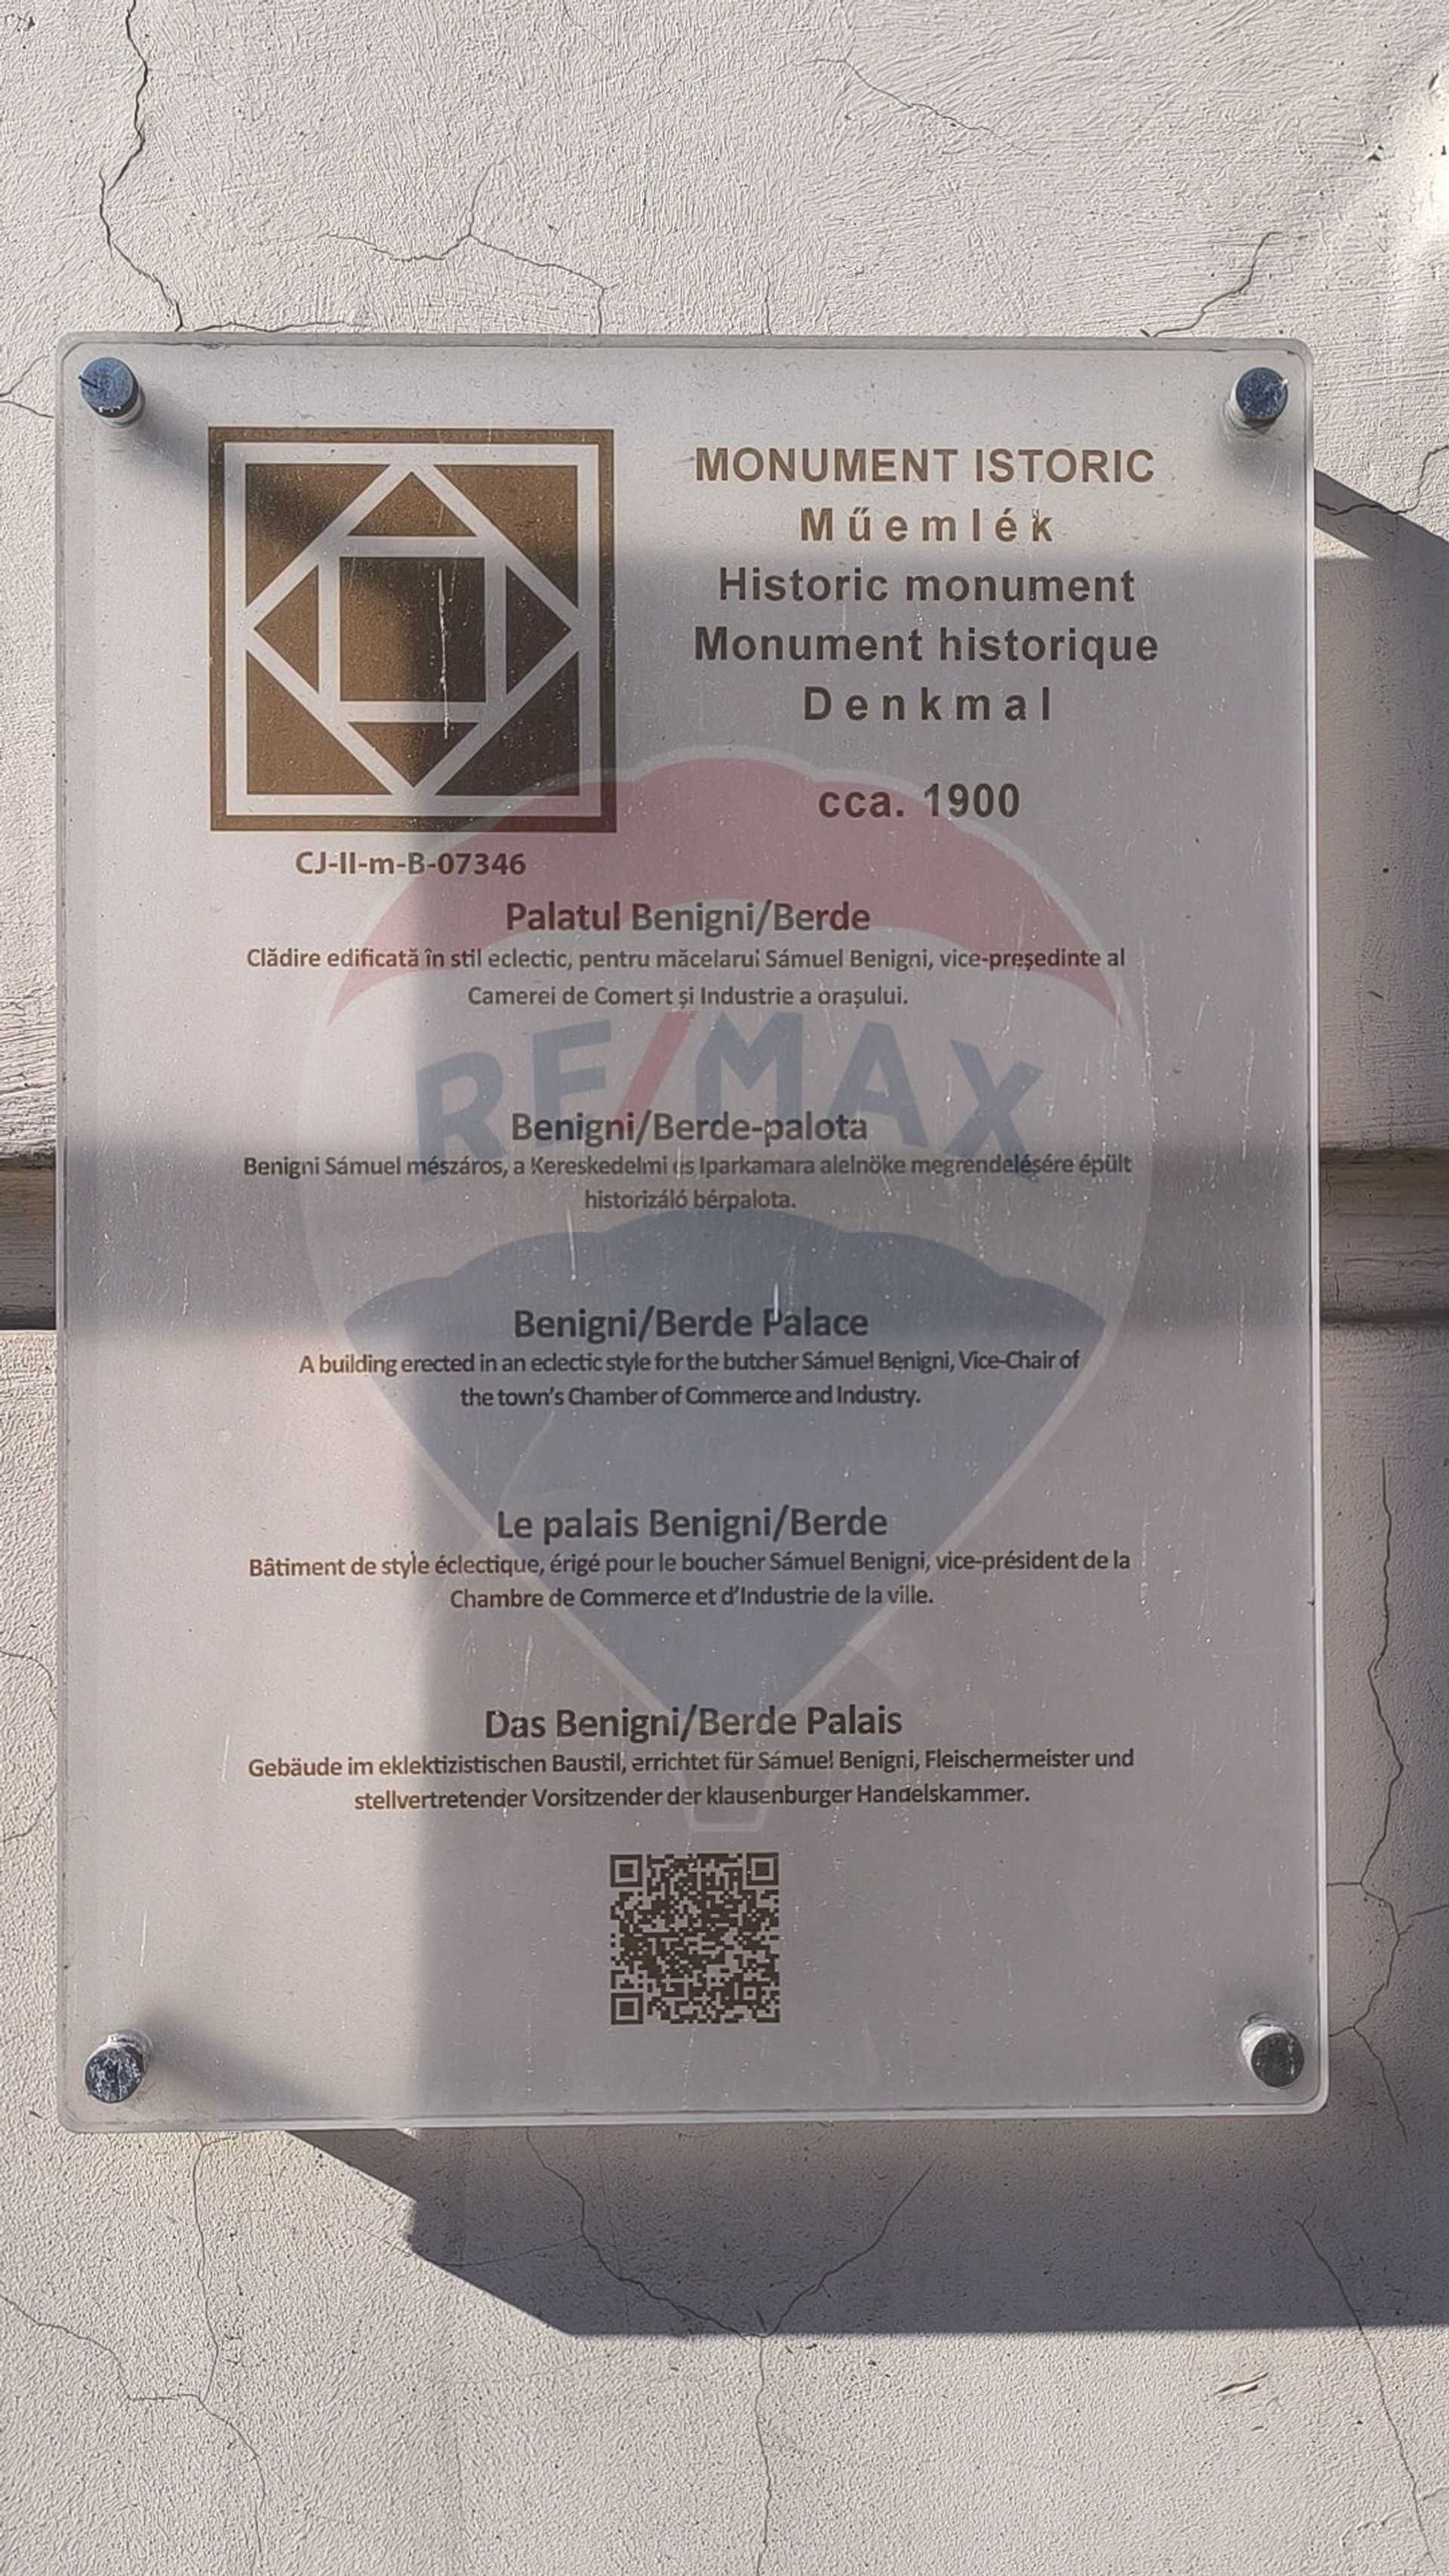 MONUMENT ISTORIC
Műemlék
Historic monument
Monument historique
Denkmal
cca. 1900
CJ-II-m-B-07346
Palatul Benigni/Berde
Clădire edificată în stil eclectic, pentru măcelarul Sámuel Benigni, vice-președinte al
Camerei de Comert și Industrie a orașului.
RE/MAX
Benigni/Berde-palota
Benigni Sámuel mészáros, a Kereskedelmi és Iparkamara alelnöke megrendelésére épült
historizáló bérpalota.
Benigni/Berde Palace
A building erected in an eclectic style for the butcher Sámuel Benigni, Vice-Chair of
the town's Chamber of Commerce and Industry.
Le palais Benigni/Berde
Bâtiment de style éclectique, érigé pour le boucher Sámuel Benigni, vice-président de la
Chambre de Commerce et d'Industrie de la ville.
Das Benigni/Berde Palais
Gebäude im eklektizistischen Baustil, errichtet für Sámuel Benigni, Fleischermeister und
stellvertretender Vorsitzender der klausenburger Handelskammer.